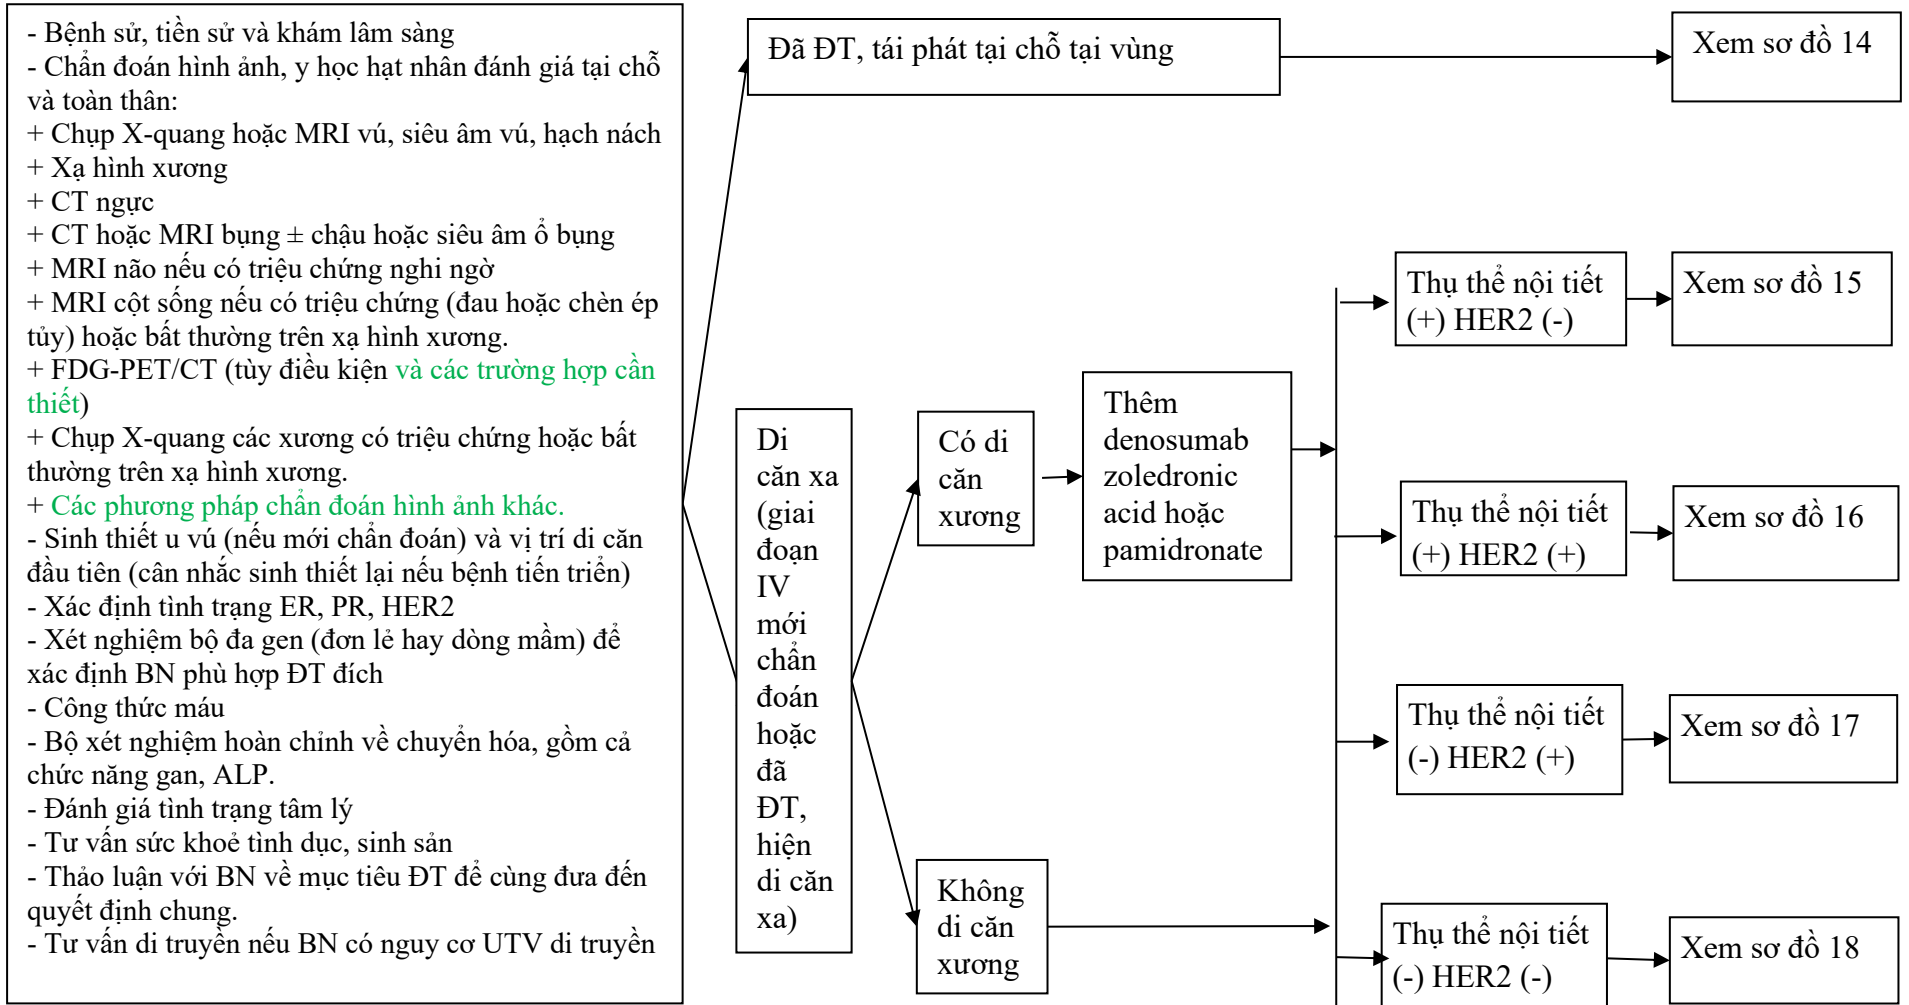 - Bệnh sử, tiền sử và khám lâm sàng
- Chẩn đoán hình ảnh, y học hạt nhân đánh giá tại chỗ
và toàn thân:
+ Chụp X-quang hoặc MRI vú, siêu âm vú, hạch nách
+ Xạ hình xương
+ CT ngực
+ CT hoặc MRI bụng ± chậu hoặc siêu âm ổ bụng
+ MRI não nếu có triệu chứng nghi ngờ
+ MRI cột sống nếu có triệu chứng (đau hoặc chèn ép
tủy) hoặc bất thường trên xạ hình xương.
+ FDG-PET/CT (tùy điều kiện và các trường hợp cần
thiết)
+ Chụp X-quang các xương có triệu chứng hoặc bất
thường trên xạ hình xương.
+ Các phương pháp chẩn đoán hình ảnh khác.
- Sinh thiết u vú (nếu mới chẩn đoán) và vị trí di căn
đầu tiên (cân nhắc sinh thiết lại nếu bệnh tiến triển)
- Xác định tình trạng ER, PR, HER2
- Xét nghiệm bộ đa gen (đơn lẻ hay dòng mầm) để
xác định BN phù hợp ĐT đích
- Công thức máu
- Bộ xét nghiệm hoàn chỉnh về chuyển hóa, gồm cả
chức năng gan, ALP.
- Đánh giá tình trạng tâm lý
- Tư vấn sức khoẻ tình dục, sinh sản
- Thảo luận với BN về mục tiêu ĐT để cùng đưa đến
quyết định chung.
- Tư vấn di truyền nếu BN có nguy cơ UTV di truyền
Đã ĐT, tái phát tại chỗ tại vùng
Xem sơ đồ 14
Di
căn xa
(giai
đoạn
IV
mới
chẩn
đoán
hoặc
đã
ĐT,
hiện
di căn
xa)
Có di
căn
xương
Thêm
denosumab
zoledronic
acid hoặc
pamidronate
Không
di căn
xương
Thụ thể nội tiết
(+) HER2 (-)
Xem sơ đồ 15
Thụ thể nội tiết
(+) HER2 (+)
Xem sơ đồ 16
Thụ thể nội tiết
(-) HER2 (+)
Xem sơ đồ 17
Thụ thể nội tiết
(-) HER2 (-)
Xem sơ đồ 18